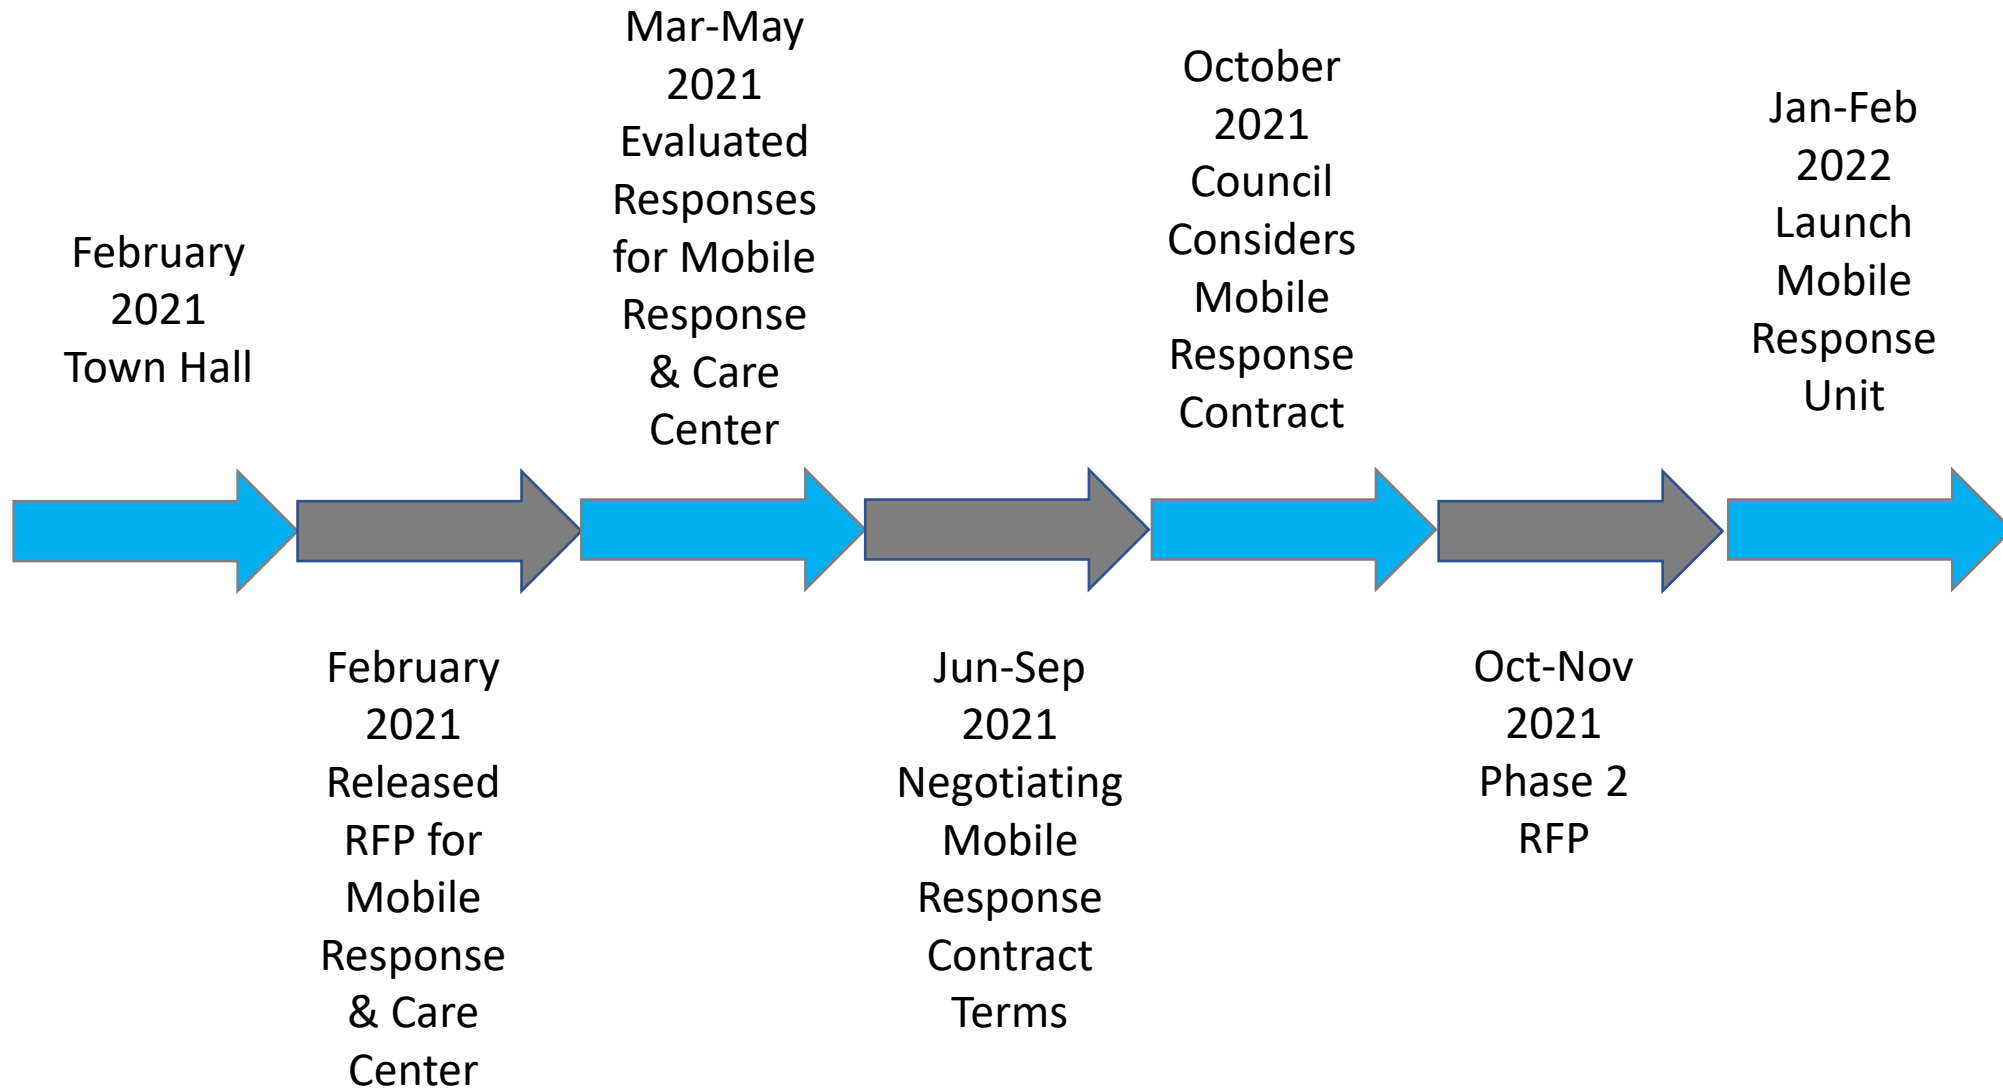 February
2021
Town Hall
February
2021
Released
RFP for
Mobile
Response
& Care
Center
Mar-May
2021
Evaluated
Responses
for Mobile
Response
& Care
Center
Jun-Sep
2021
Negotiating
Mobile
Response
Contract
Terms
October
2021
Council
Considers
Mobile
Response
Contract
Oct-Nov
2021
Phase 2
RFP
Jan-Feb
2022
Launch
Mobile
Response
Unit